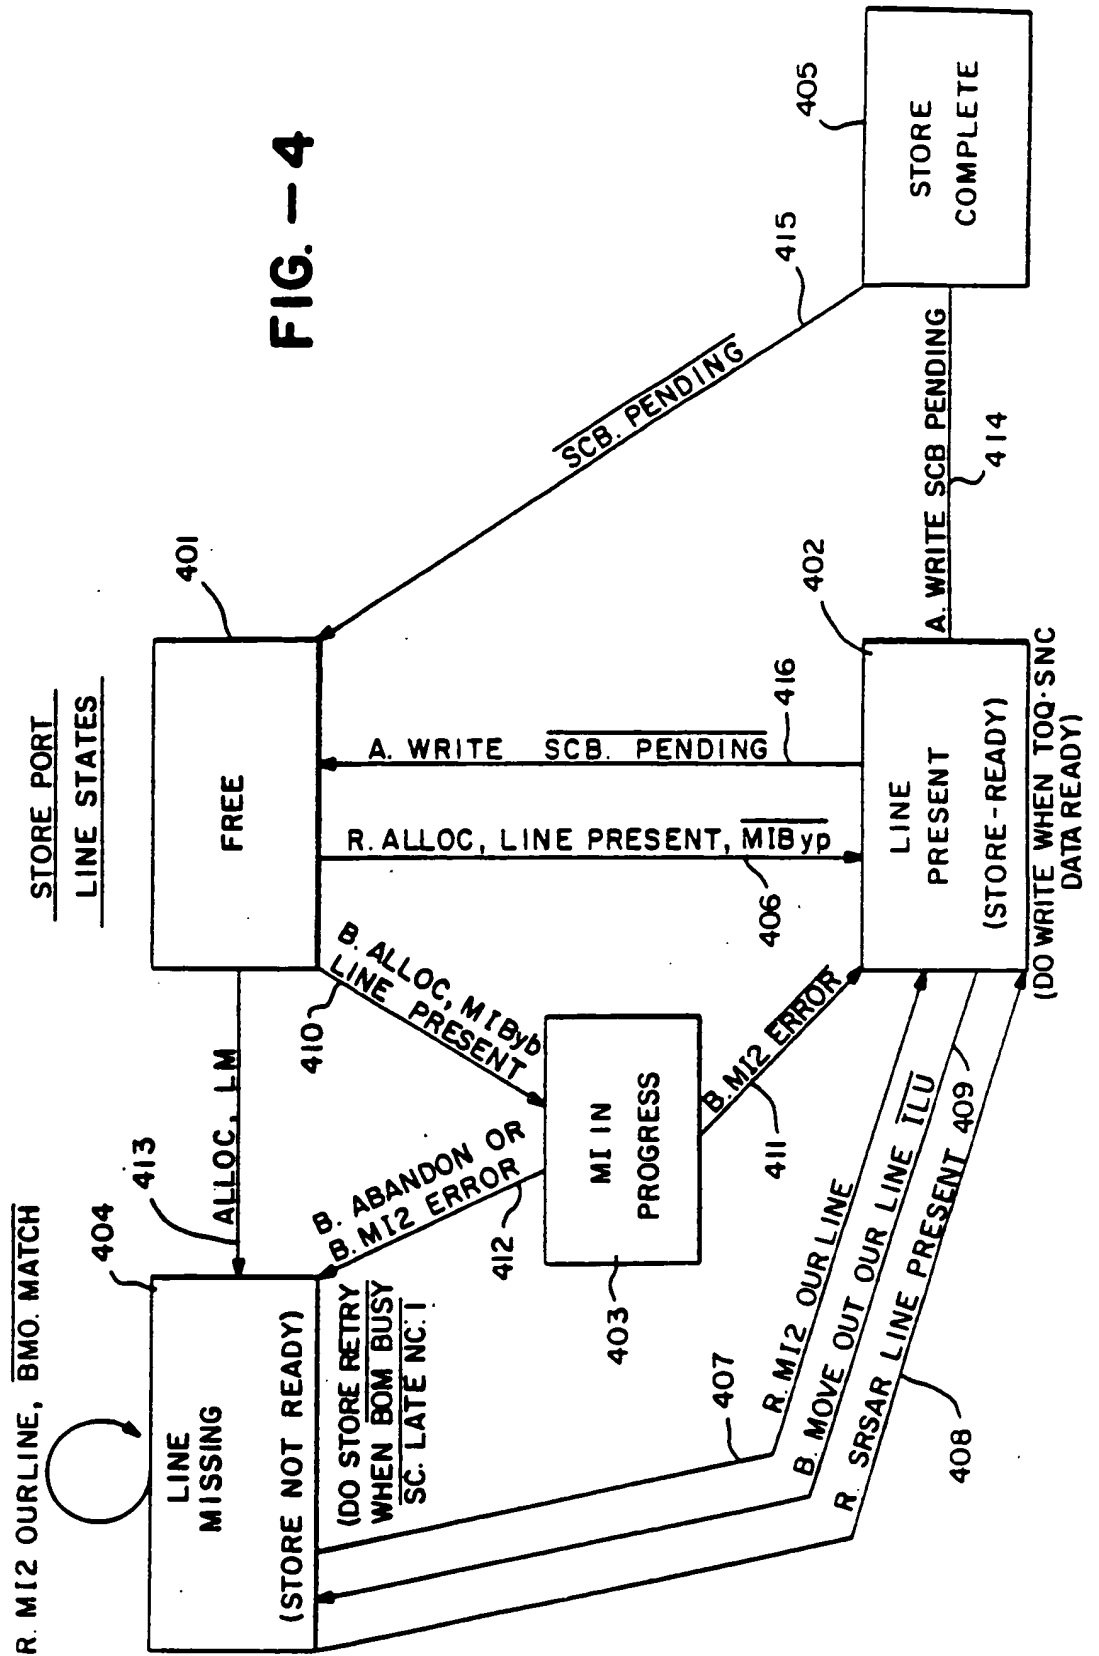 FIG. — 4
STORE PORT
LINE STATES
R. MI2 OURLINE, BMO. MATCH
404
LINE
MISSING
(STORE NOT READY)
(DO STORE RETRY
WHEN BOM BUSY
SC. LATE NC. I
413
ALLOC, LM
401
FREE
410
B. ALLOC, MIByb
LINE PRESENT
B. ABANDON OR
B. MI2 ERROR
412
MI IN
PROGRESS
403
B. MI2 ERROR
411
A. WRITE SCB. PENDING
416
R. ALLOC, LINE PRESENT, MIByp
406
SCB. PENDING
415
405
STORE
COMPLETE
A. WRITE SCB PENDING
414
402
LINE
PRESENT
(STORE-READY)
(DO WRITE WHEN TOQ·SNC
DATA READY)
407
R. MI2 OUR LINE
B. MOVE OUT OUR LINE ILU
409
R. SRSAR LINE PRESENT
408